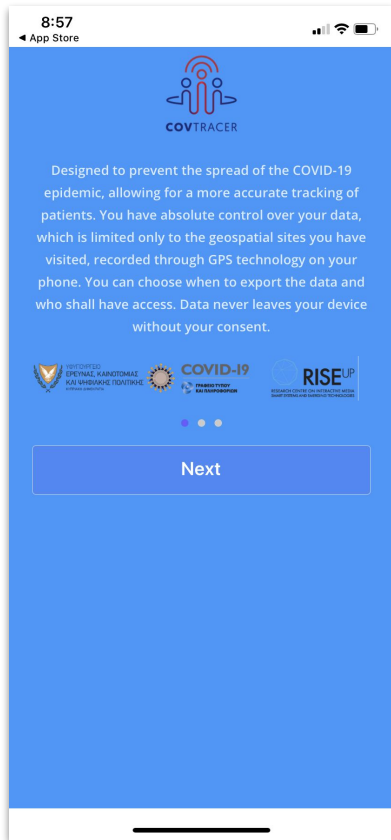 8:57
◀ App Store
COVTRACER
Designed to prevent the spread of the COVID-19
epidemic, allowing for a more accurate tracking of
patients. You have absolute control over your data,
which is limited only to the geospatial sites you have
visited, recorded through GPS technology on your
phone. You can choose when to export the data and
who shall have access. Data never leaves your device
without your consent.
ΥΦΥΠΟΥΡΓΕΙΟ
ΕΡΕΥΝΑΣ, ΚΑΙΝΟΤΟΜΙΑΣ
ΚΑΙ ΨΗΦΙΑΚΗΣ ΠΟΛΙΤΙΚΗΣ
COVID-19
ΓΡΑΦΕΙΟ ΤΥΠΟΥ
ΚΑΙ ΠΛΗΡΟΦΟΡΙΩΝ
RISEUP
RESEARCH CENTRE ON INTERACTIVE MEDIA
SMART SYSTEMS AND EMERGING TECHNOLOGIES
Next